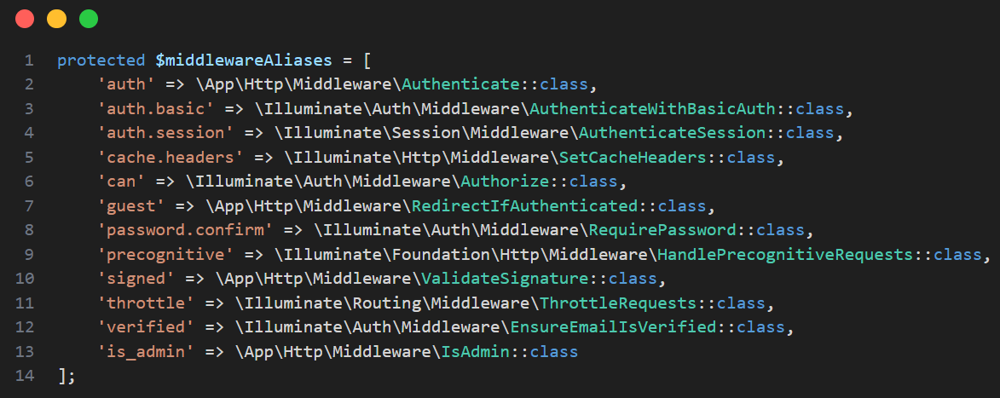 1 protected $middlewareAliases = [
2 'auth' => \App\Http\Middleware\Authenticate::class,
3 'auth.basic' => \Illuminate\Auth\Middleware\AuthenticateWithBasicAuth::class,
4 'auth.session' => \Illuminate\Session\Middleware\AuthenticateSession::class,
5 'cache.headers' => \Illuminate\Http\Middleware\SetCacheHeaders::class,
6 'can' => \Illuminate\Auth\Middleware\Authorize::class,
7 'guest' => \App\Http\Middleware\RedirectIfAuthenticated::class,
8 'password.confirm' => \Illuminate\Auth\Middleware\RequirePassword::class,
9 'precognitive' => \Illuminate\Foundation\Http\Middleware\HandlePrecognitiveRequests::class,
10 'signed' => \App\Http\Middleware\ValidateSignature::class,
11 'throttle' => \Illuminate\Routing\Middleware\ThrottleRequests::class,
12 'verified' => \Illuminate\Auth\Middleware\EnsureEmailIsVerified::class,
13 'is_admin' => \App\Http\Middleware\IsAdmin::class
14 ];